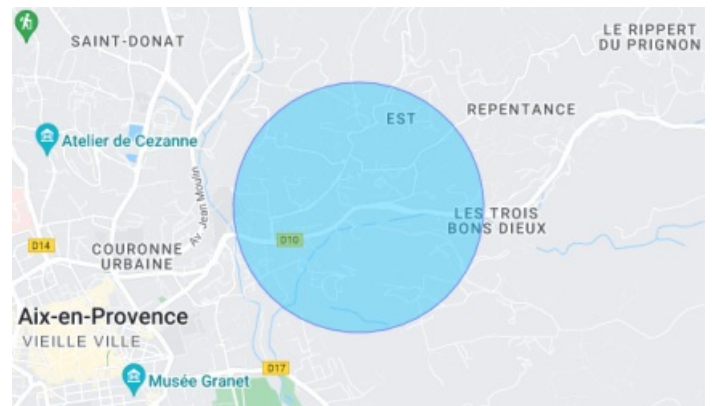 LE RIPPERT
DU PRIGNON
SAINT-DONAT
REPENTANCE
EST
Atelier de Cezanne
Av. Jean Moulin
LES TROIS
BONS DIEUX
D14
D10
COURONNE
URBAINE
Aix-en-Provence
VIEILLE VILLE
D17
Musée Granet